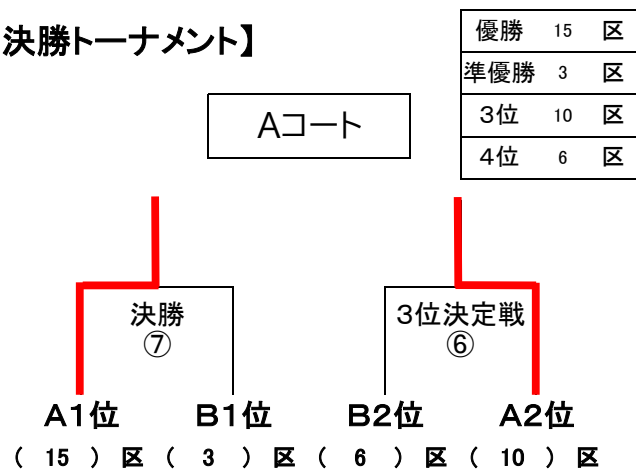 決勝トーナメント】
優勝 15 区
準優勝 3 区
3位 10 区
4位 6 区
Aコート
決勝
⑦
3位決定戦
⑥
A1位 B1位 B2位 A2位
( 15 ) 区 ( 3 ) 区 ( 6 ) 区 ( 10 ) 区